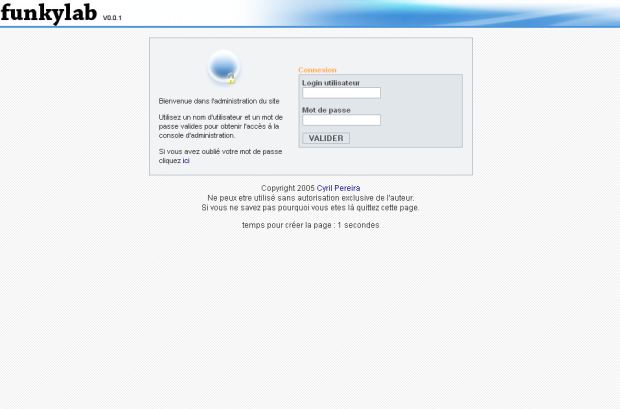 funkylab V0.0.1
Connexion
Bienvenue dans l'administration du site
Utilisez un nom d'utilisateur et un mot de
passe valides pour obtenir l'accès à la
console d'administration.
Si vous avez oublié votre mot de passe
cliquez ici
Login utilisateur
Mot de passe
VALIDER
Copyright 2005 Cyril Pereira
Ne peux etre utilisé sans autorisation exclusive de l'auteur.
Si vous ne savez pas pourquoi vous etes là quittez cette page.
temps pour créer la page : 1 secondes